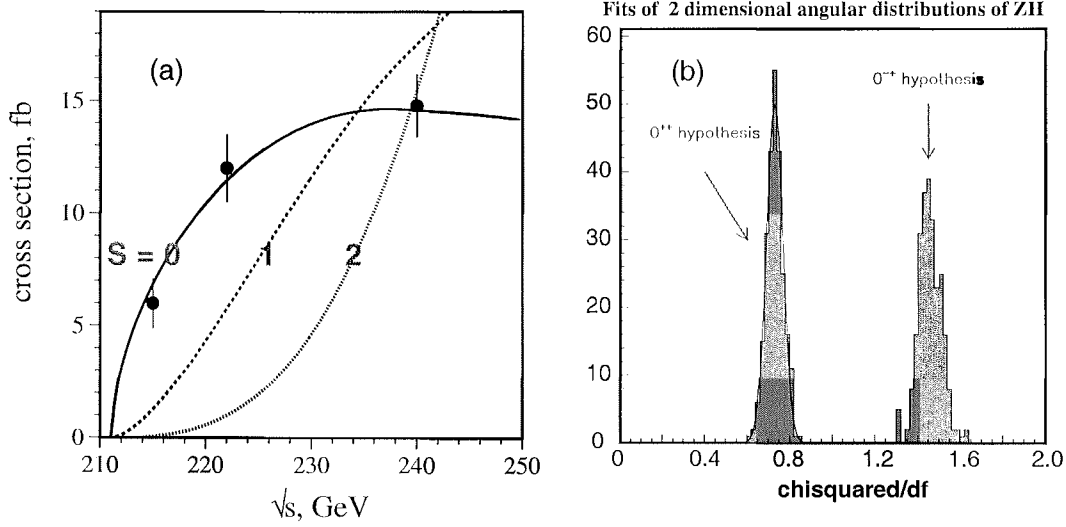 Fits of 2 dimensional angular distributions of ZH
(a)
cross section, fb
15
10
5
0
S = 0
1
2
210 220 230 240 250
√s, GeV
(b)
60
50
40
30
20
10
0
0⁺⁺ hypothesis
0⁻⁺ hypothesis
0 0.4 0.8 1.2 1.6 2.0
chisquared/df